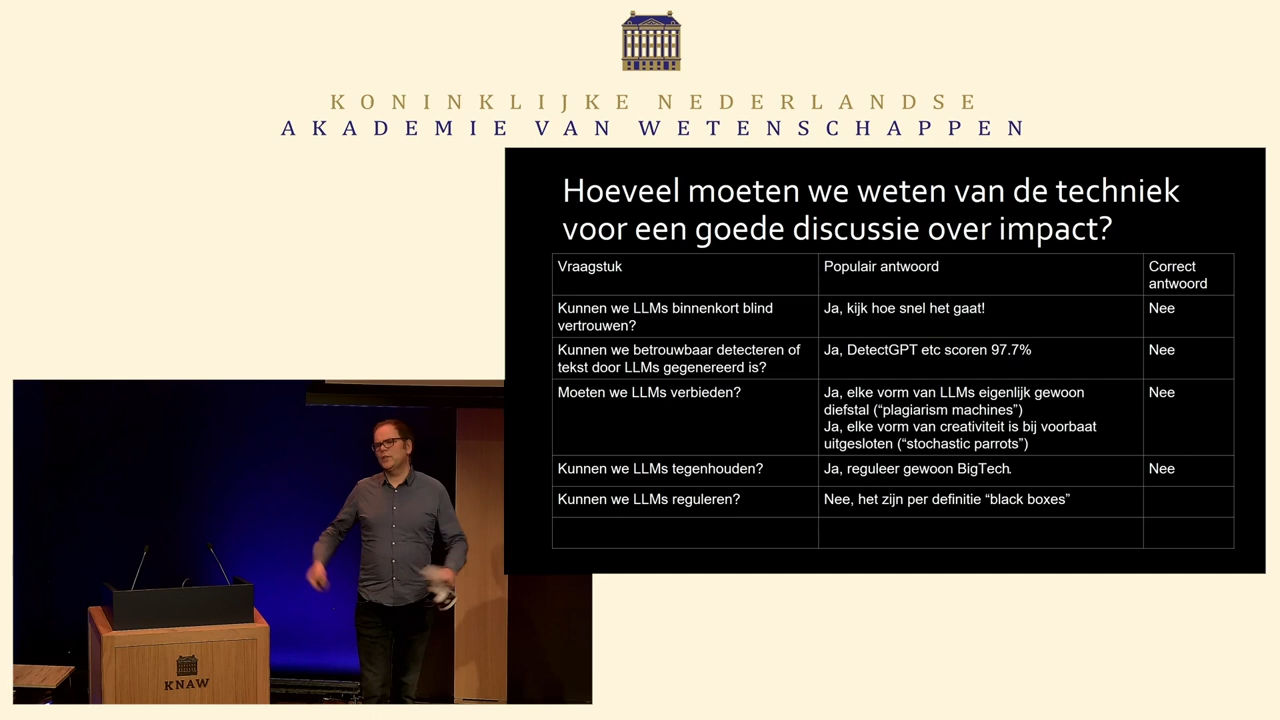 KONINKLIJKE NEDERLANDSE
AKADEMIE VAN WETENSCHAPPEN
Hoeveel moeten we weten van de techniek
voor een goede discussie over impact?
Vraagstuk
Populair antwoord
Correct
antwoord
Kunnen we LLMs binnenkort blind
vertrouwen?
Ja, kijk hoe snel het gaat!
Nee
Kunnen we betrouwbaar detecteren of
tekst door LLMs gegenereerd is?
Ja, DetectGPT etc scoren 97.7%
Nee
Moeten we LLMs verbieden?
Ja, elke vorm van LLMs eigenlijk gewoon
diefstal (“plagiarism machines”)
Ja, elke vorm van creativiteit is bij voorbaat
uitgesloten (“stochastic parrots”)
Nee
Kunnen we LLMs tegenhouden?
Ja, reguleer gewoon BigTech.
Nee
Kunnen we LLMs reguleren?
Nee, het zijn per definitie “black boxes”
KNAW